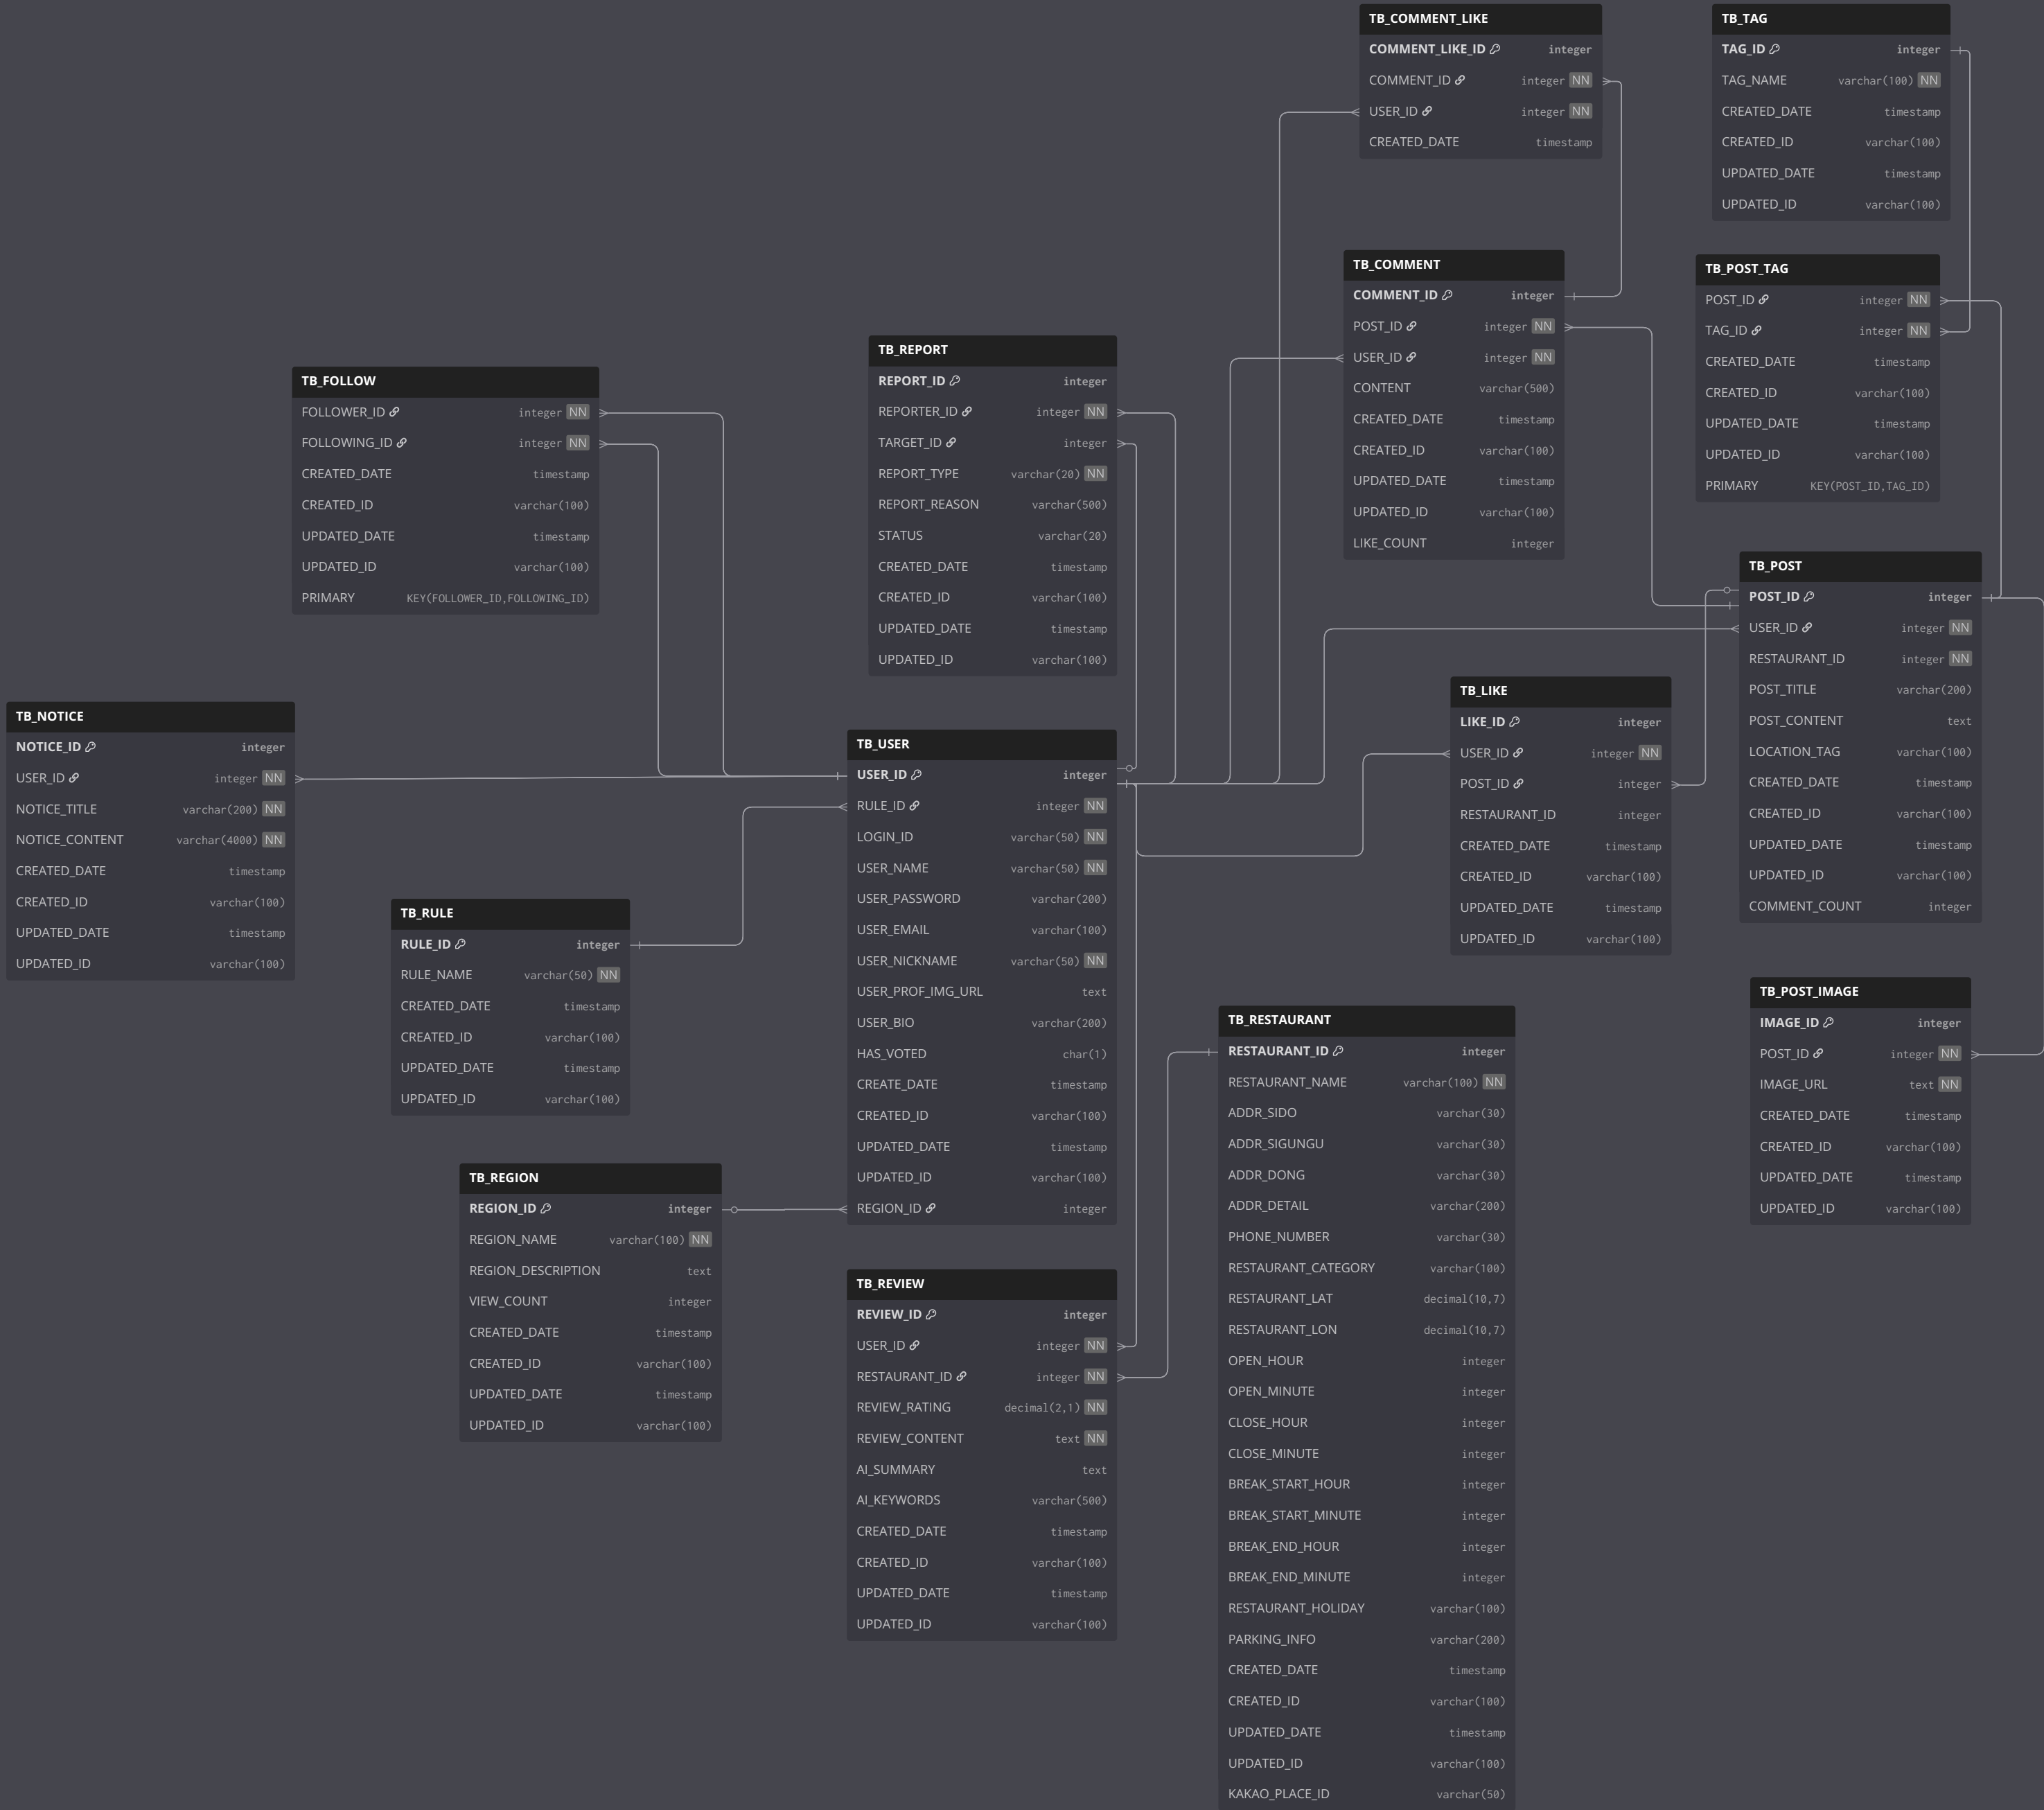 TB_COMMENT_LIKE
COMMENT_LIKE_ID integer
COMMENT_ID integer NN
USER_ID integer NN
CREATED_DATE timestamp
TB_TAG
TAG_ID integer
TAG_NAME varchar(100) NN
CREATED_DATE timestamp
CREATED_ID varchar(100)
UPDATED_DATE timestamp
UPDATED_ID varchar(100)
TB_COMMENT
COMMENT_ID integer
POST_ID integer NN
USER_ID integer NN
CONTENT varchar(500)
CREATED_DATE timestamp
CREATED_ID varchar(100)
UPDATED_DATE timestamp
UPDATED_ID varchar(100)
LIKE_COUNT integer
TB_POST_TAG
POST_ID integer NN
TAG_ID integer NN
CREATED_DATE timestamp
CREATED_ID varchar(100)
UPDATED_DATE timestamp
UPDATED_ID varchar(100)
PRIMARY KEY(POST_ID,TAG_ID)
TB_REPORT
REPORT_ID integer
REPORTER_ID integer NN
TARGET_ID integer
REPORT_TYPE varchar(20) NN
REPORT_REASON varchar(500)
STATUS varchar(20)
CREATED_DATE timestamp
CREATED_ID varchar(100)
UPDATED_DATE timestamp
UPDATED_ID varchar(100)
TB_FOLLOW
FOLLOWER_ID integer NN
FOLLOWING_ID integer NN
CREATED_DATE timestamp
CREATED_ID varchar(100)
UPDATED_DATE timestamp
UPDATED_ID varchar(100)
PRIMARY KEY(FOLLOWER_ID,FOLLOWING_ID)
TB_POST
POST_ID integer
USER_ID integer NN
RESTAURANT_ID integer NN
POST_TITLE varchar(200)
POST_CONTENT text
LOCATION_TAG varchar(100)
CREATED_DATE timestamp
CREATED_ID varchar(100)
UPDATED_DATE timestamp
UPDATED_ID varchar(100)
COMMENT_COUNT integer
TB_LIKE
LIKE_ID integer
USER_ID integer NN
POST_ID integer
RESTAURANT_ID integer
CREATED_DATE timestamp
CREATED_ID varchar(100)
UPDATED_DATE timestamp
UPDATED_ID varchar(100)
TB_NOTICE
NOTICE_ID integer
USER_ID integer NN
NOTICE_TITLE varchar(200) NN
NOTICE_CONTENT varchar(4000) NN
CREATED_DATE timestamp
CREATED_ID varchar(100)
UPDATED_DATE timestamp
UPDATED_ID varchar(100)
TB_USER
USER_ID integer
RULE_ID integer NN
LOGIN_ID varchar(50) NN
USER_NAME varchar(50) NN
USER_PASSWORD varchar(200)
USER_EMAIL varchar(100)
USER_NICKNAME varchar(50) NN
USER_PROF_IMG_URL text
USER_BIO varchar(200)
HAS_VOTED char(1)
CREATE_DATE timestamp
CREATED_ID varchar(100)
UPDATED_DATE timestamp
UPDATED_ID varchar(100)
REGION_ID integer
TB_RULE
RULE_ID integer
RULE_NAME varchar(50) NN
CREATED_DATE timestamp
CREATED_ID varchar(100)
UPDATED_DATE timestamp
UPDATED_ID varchar(100)
TB_POST_IMAGE
IMAGE_ID integer
POST_ID integer NN
IMAGE_URL text NN
CREATED_DATE timestamp
CREATED_ID varchar(100)
UPDATED_DATE timestamp
UPDATED_ID varchar(100)
TB_RESTAURANT
RESTAURANT_ID integer
RESTAURANT_NAME varchar(100) NN
ADDR_SIDO varchar(30)
ADDR_SIGUNGU varchar(30)
ADDR_DONG varchar(30)
ADDR_DETAIL varchar(200)
PHONE_NUMBER varchar(30)
RESTAURANT_CATEGORY varchar(100)
RESTAURANT_LAT decimal(10,7)
RESTAURANT_LON decimal(10,7)
OPEN_HOUR integer
OPEN_MINUTE integer
CLOSE_HOUR integer
CLOSE_MINUTE integer
BREAK_START_HOUR integer
BREAK_START_MINUTE integer
BREAK_END_HOUR integer
BREAK_END_MINUTE integer
RESTAURANT_HOLIDAY varchar(100)
PARKING_INFO varchar(200)
CREATED_DATE timestamp
CREATED_ID varchar(100)
UPDATED_DATE timestamp
UPDATED_ID varchar(100)
KAKAO_PLACE_ID varchar(50)
TB_REGION
REGION_ID integer
REGION_NAME varchar(100) NN
REGION_DESCRIPTION text
VIEW_COUNT integer
CREATED_DATE timestamp
CREATED_ID varchar(100)
UPDATED_DATE timestamp
UPDATED_ID varchar(100)
TB_REVIEW
REVIEW_ID integer
USER_ID integer NN
RESTAURANT_ID integer NN
REVIEW_RATING decimal(2,1) NN
REVIEW_CONTENT text NN
AI_SUMMARY text
AI_KEYWORDS varchar(500)
CREATED_DATE timestamp
CREATED_ID varchar(100)
UPDATED_DATE timestamp
UPDATED_ID varchar(100)